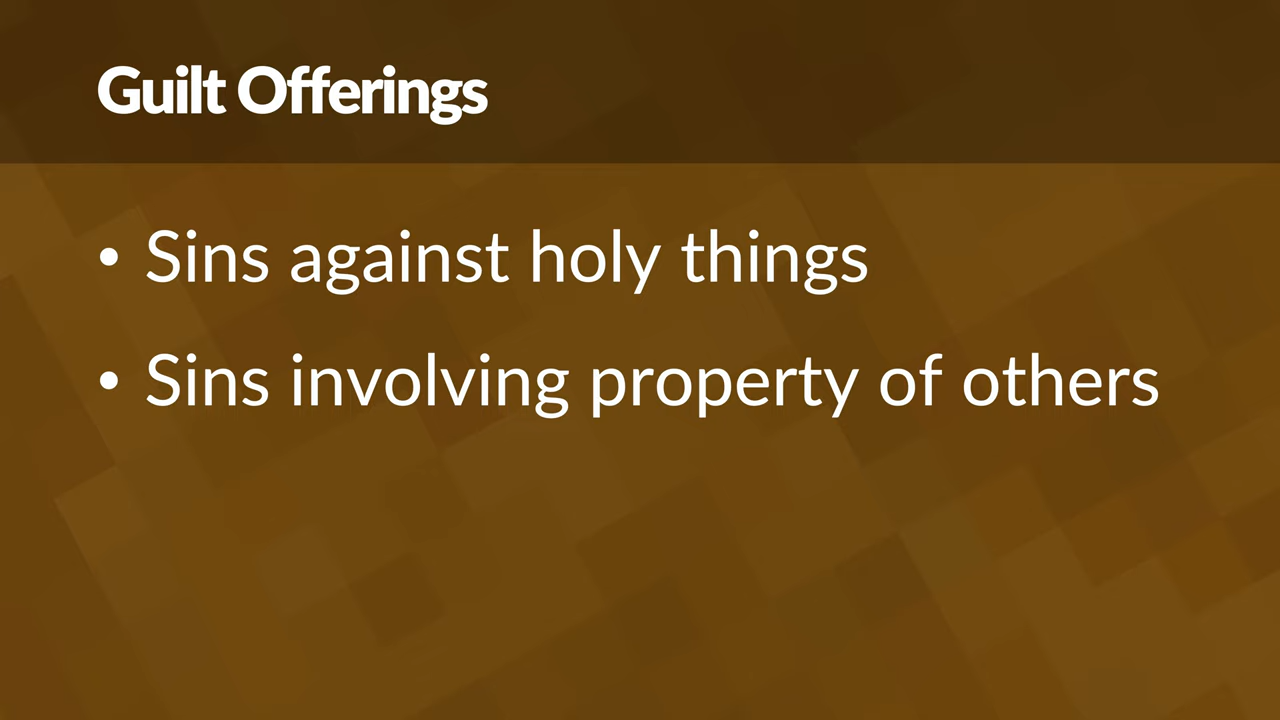 Guilt Offerings
• Sins against holy things
• Sins involving property of others